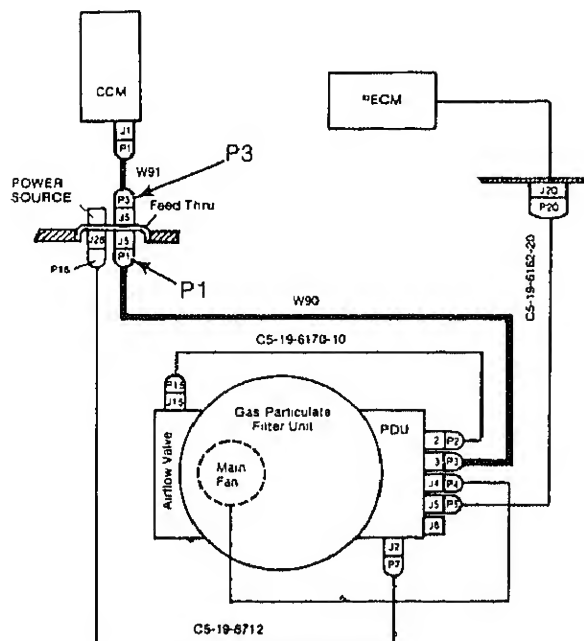 CCM
J1
P1
W91
P3
P3
J5
Feed Thru
POWER
SOURCE
J28
J5
P1
P1
P16
ECM
J20
P20
C5-19-6162-20
W90
C5-19-6170-10
P15
J15
Gas Particulate
Filter Unit
PDU
Airflow Valve
Main
Fan
2 P2
3 P3
J4 P4
J5 P5
J6
J7
P7
C5-19-8712